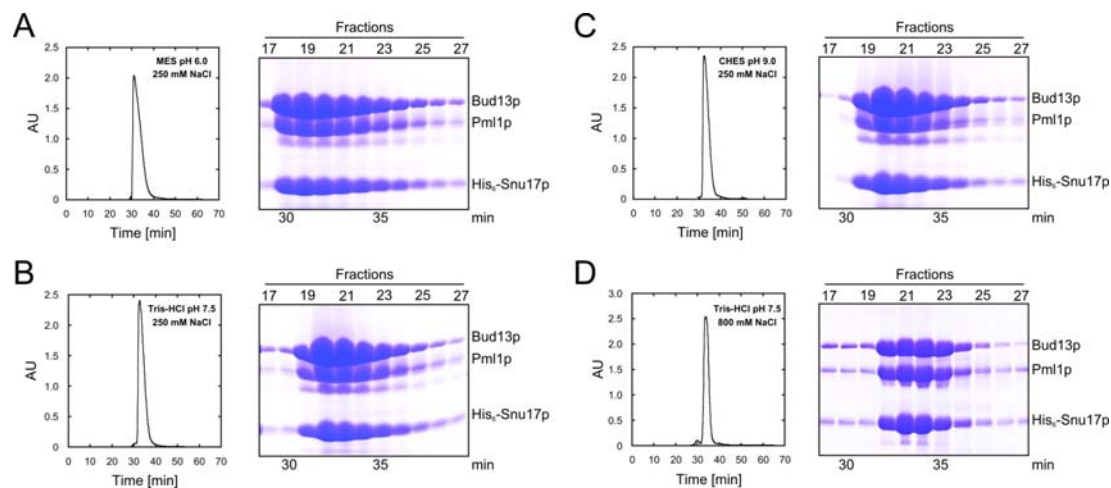 A
MES pH 6.0
250 mM NaCl
AU
2.5
2.0
1.5
1.0
0.5
0
0 10 20 30 40 50 60 70
Time [min]
Fractions
17 19 21 23 25 27
Bud13p
Pml1p
His₆-Snu17p
30 35 min
C
CHES pH 9.0
250 mM NaCl
AU
2.5
2.0
1.5
1.0
0.5
0
0 10 20 30 40 50 60 70
Time [min]
Fractions
17 19 21 23 25 27
Bud13p
Pml1p
His₆-Snu17p
30 35 min
B
Tris-HCl pH 7.5
250 mM NaCl
AU
2.5
2.0
1.5
1.0
0.5
0
0 10 20 30 40 50 60 70
Time [min]
Fractions
17 19 21 23 25 27
Bud13p
Pml1p
His₆-Snu17p
30 35 min
D
Tris-HCl pH 7.5
800 mM NaCl
AU
3.0
2.5
2.0
1.5
1.0
0.5
0
0 10 20 30 40 50 60 70
Time [min]
Fractions
17 19 21 23 25 27
Bud13p
Pml1p
His₆-Snu17p
30 35 min